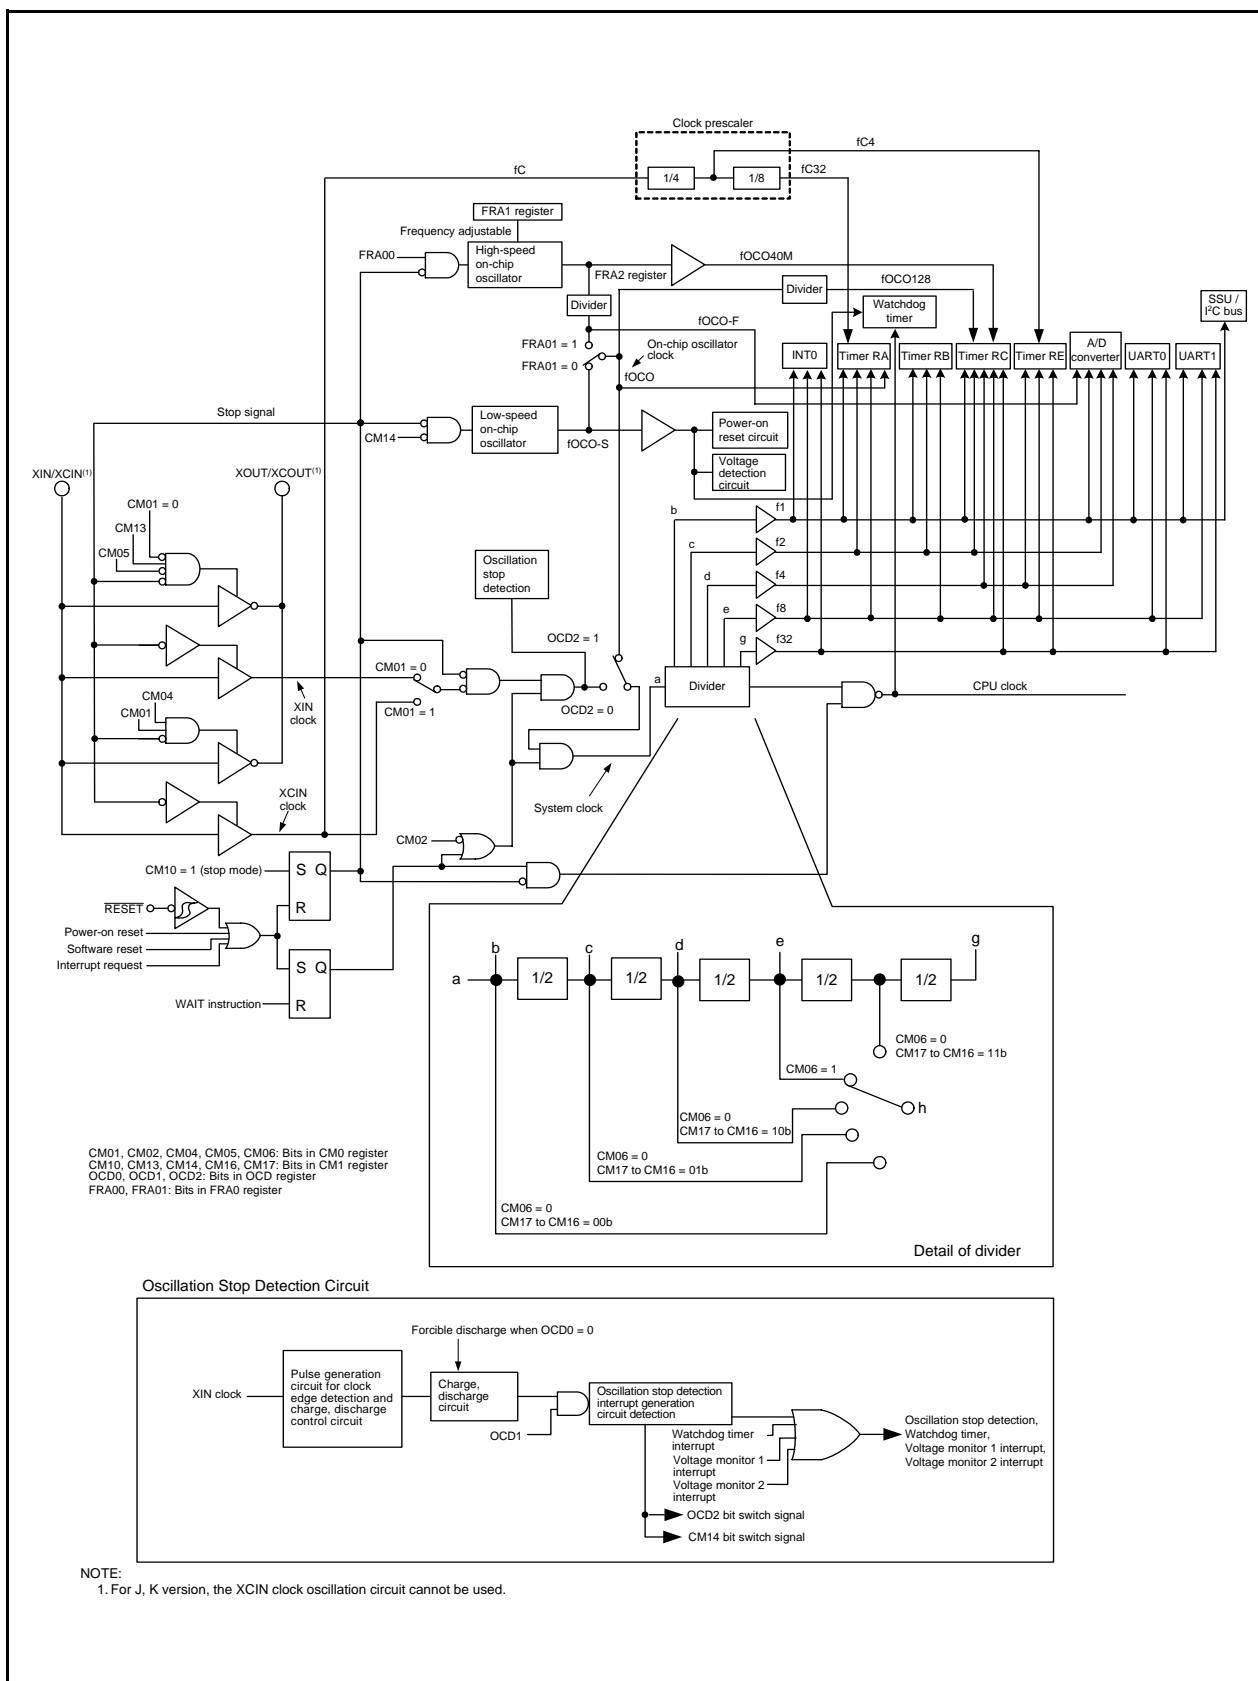 Clock prescaler
fC4
fC
1/4
1/8
fC32
FRA1 register
Frequency adjustable
FRA00
High-speed
on-chip
oscillator
FRA2 register
fOCO40M
Divider
Divider
fOCO128
Watchdog
timer
SSU /
I²C bus
fOCO-F
FRA01 = 1
FRA01 = 0
On-chip oscillator
clock
fOCO
INT0
Timer RA
Timer RB
Timer RC
Timer RE
A/D
converter
UART0
UART1
Stop signal
CM14
Low-speed
on-chip
oscillator
fOCO-S
Power-on
reset circuit
Voltage
detection
circuit
XIN/XCIN(1)
XOUT/XCOUT(1)
CM01 = 0
CM13
CM05
b
f1
c
f2
d
f4
e
f8
g
f32
Oscillation
stop
detection
OCD2 = 1
OCD2 = 0
CM01 = 0
CM01 = 1
XIN
clock
a
Divider
CPU clock
CM04
CM01
System clock
XCIN
clock
CM02
CM10 = 1 (stop mode)
S Q
R
RESET
Power-on reset
Software reset
Interrupt request
S Q
R
WAIT instruction
a
b
c
d
e
g
1/2
1/2
1/2
1/2
1/2
CM06 = 0
CM17 to CM16 = 11b
CM06 = 1
h
CM06 = 0
CM17 to CM16 = 10b
CM06 = 0
CM17 to CM16 = 01b
CM06 = 0
CM17 to CM16 = 00b
Detail of divider
CM01, CM02, CM04, CM05, CM06: Bits in CM0 register
CM10, CM13, CM14, CM16, CM17: Bits in CM1 register
OCD0, OCD1, OCD2: Bits in OCD register
FRA00, FRA01: Bits in FRA0 register
Oscillation Stop Detection Circuit
Forcible discharge when OCD0 = 0
XIN clock
Pulse generation
circuit for clock
edge detection and
charge, discharge
control circuit
Charge,
discharge
circuit
OCD1
Oscillation stop detection
interrupt generation
circuit detection
Watchdog timer
interrupt
Voltage monitor 1
interrupt
Voltage monitor 2
interrupt
Oscillation stop detection,
Watchdog timer,
Voltage monitor 1 interrupt,
Voltage monitor 2 interrupt
OCD2 bit switch signal
CM14 bit switch signal
NOTE:
1. For J, K version, the XCIN clock oscillation circuit cannot be used.